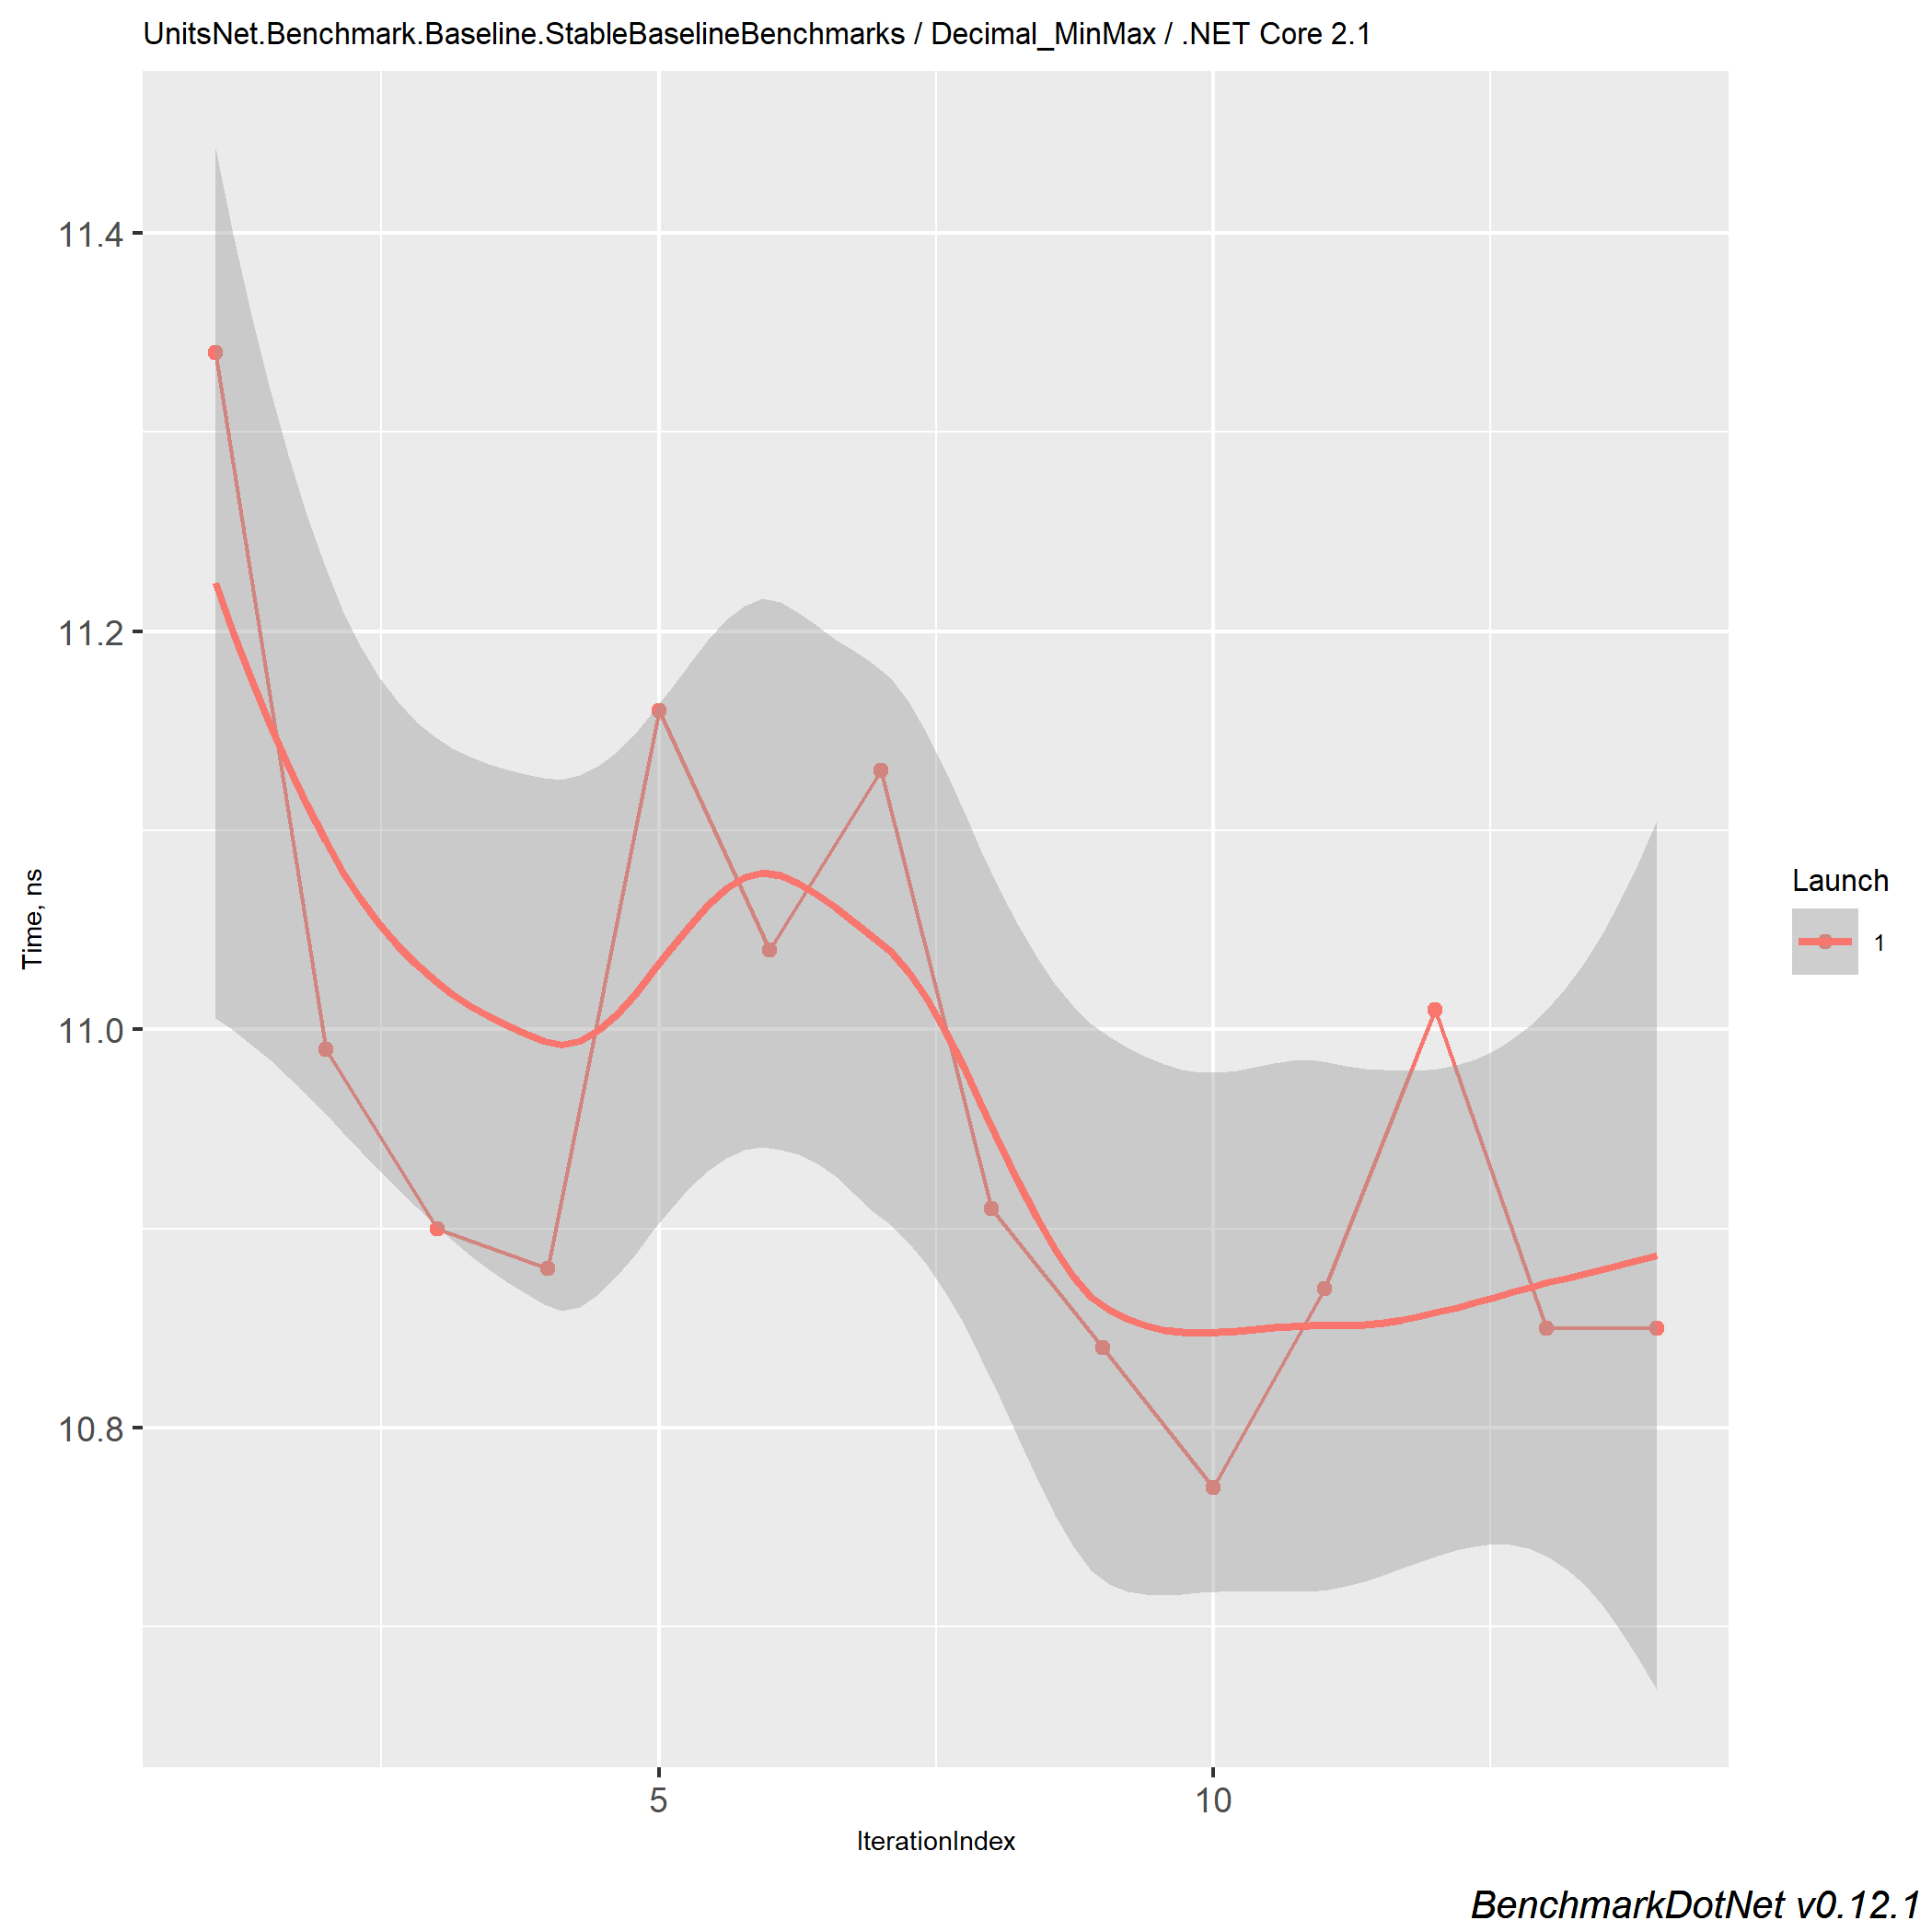 UnitsNet.Benchmark.Baseline.StableBaselineBenchmarks / Decimal_MinMax / .NET Core 2.1
11.4
11.2
11.0
10.8
Time, ns
5
10
IterationIndex
Launch
1
BenchmarkDotNet v0.12.1